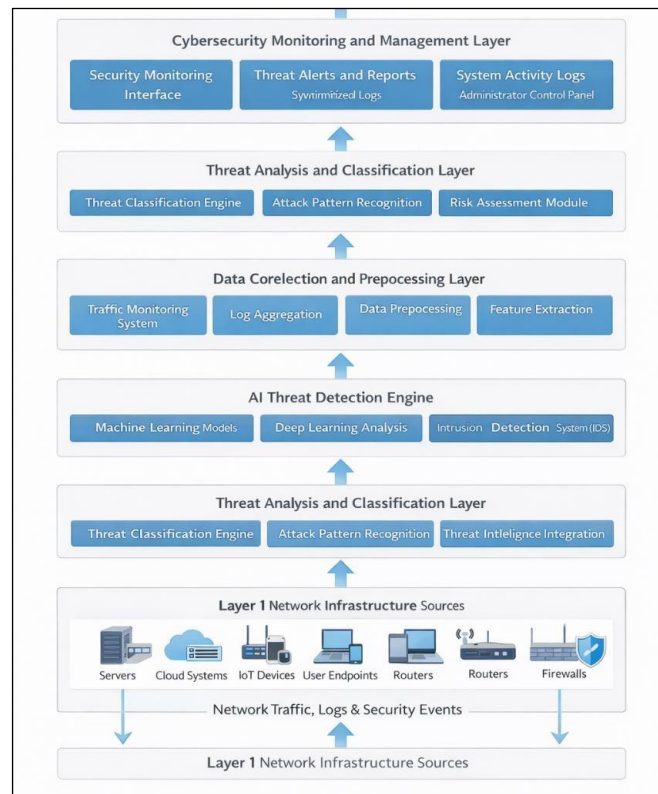 Cybersecurity Monitoring and Management Layer
Security Monitoring
Interface
Threat Alerts and Reports
Logs
System Activity Logs
Administrator Control Panel
Threat Analysis and Classification Layer
Threat Classification Engine
Attack Pattern Recognition
Risk Assessment Module
Data Corelection and Prepocessing Layer
Traffic Monitoring
System
Log Aggregation
Data Prepocessing
Feature Extraction
AI Threat Detection Engine
Machine Learning Models
Deep Learning Analysis
Intrusion Detection System (IDS)
Threat Analysis and Classification Layer
Threat Classification Engine
Attack Pattern Recognition
Threat Intlelignce Integration
Layer 1 Network Infrastructure Sources
Servers
Cloud Systems
IoT Devices
User Endpoints
Routers
Routers
Firewalls
Network Traffic, Logs & Security Events
Layer 1 Network Infrastructure Sources